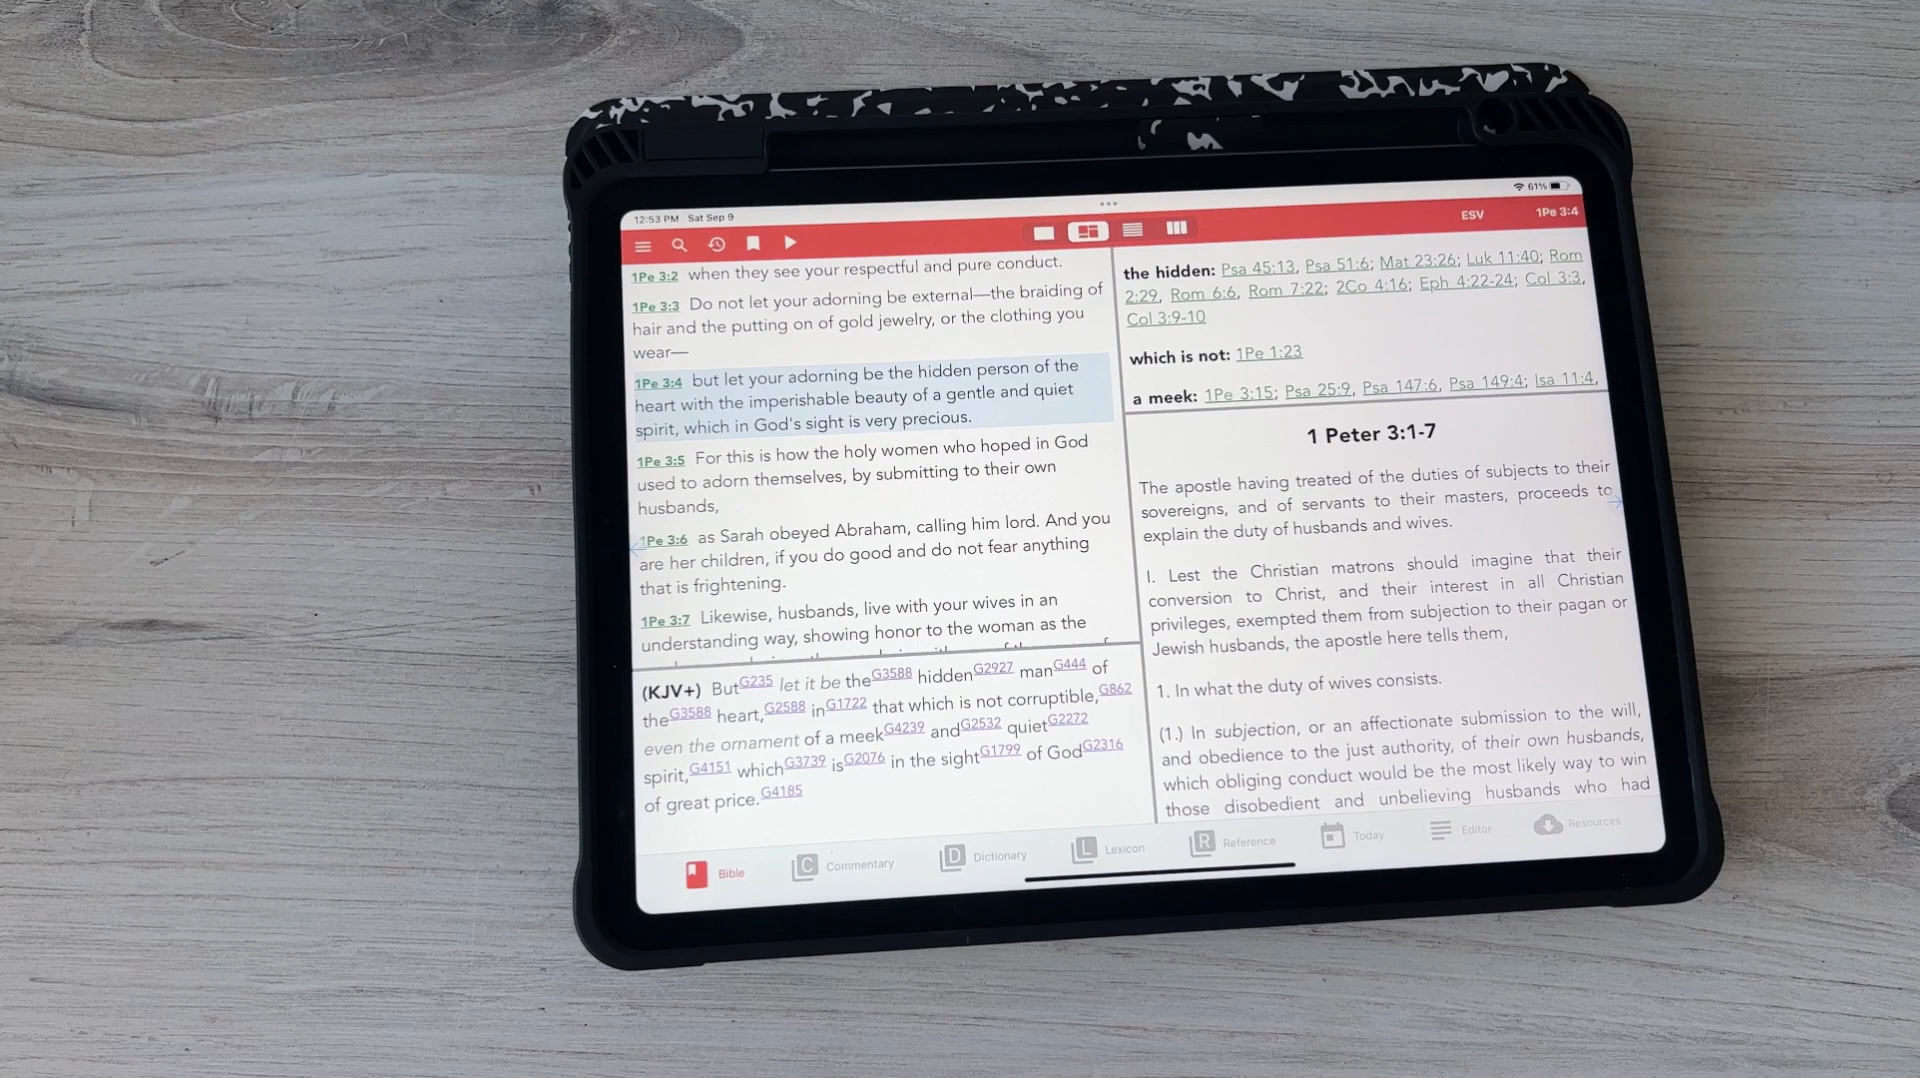 12:53 PM Sat Sep 9
61%
ESV 1Pe 3:4
1Pe 3:2 when they see your respectful and pure conduct.
1Pe 3:3 Do not let your adorning be external—the braiding of
hair and the putting on of gold jewelry, or the clothing you
wear—
1Pe 3:4 but let your adorning be the hidden person of the
heart with the imperishable beauty of a gentle and quiet
spirit, which in God's sight is very precious.
1Pe 3:5 For this is how the holy women who hoped in God
used to adorn themselves, by submitting to their own
husbands,
1Pe 3:6 as Sarah obeyed Abraham, calling him lord. And you
are her children, if you do good and do not fear anything
that is frightening.
1Pe 3:7 Likewise, husbands, live with your wives in an
understanding way, showing honor to the woman as the
(KJV+) ButG235 let it be theG3588 hiddenG2927 manG444 of
theG3588 heart,G2588 inG1722 that which is not corruptible,G862
even the ornament of a meekG4239 andG2532 quietG2272
spirit,G4151 whichG3739 isG2076 in the sightG1799 of GodG2316
of great price.G4185
the hidden: Psa 45:13, Psa 51:6; Mat 23:26; Luk 11:40; Rom
2:29, Rom 6:6, Rom 7:22; 2Co 4:16; Eph 4:22-24; Col 3:3,
Col 3:9-10
which is not: 1Pe 1:23
a meek: 1Pe 3:15; Psa 25:9, Psa 147:6, Psa 149:4; Isa 11:4,
1 Peter 3:1-7
The apostle having treated of the duties of subjects to their
sovereigns, and of servants to their masters, proceeds to
explain the duty of husbands and wives.
I. Lest the Christian matrons should imagine that their
conversion to Christ, and their interest in all Christian
privileges, exempted them from subjection to their pagan or
Jewish husbands, the apostle here tells them,
1. In what the duty of wives consists.
(1.) In subjection, or an affectionate submission to the will,
and obedience to the just authority, of their own husbands,
which obliging conduct would be the most likely way to win
those disobedient and unbelieving husbands who had
Bible
C Commentary
D Dictionary
L Lexicon
R Reference
Today
Editor
Resources